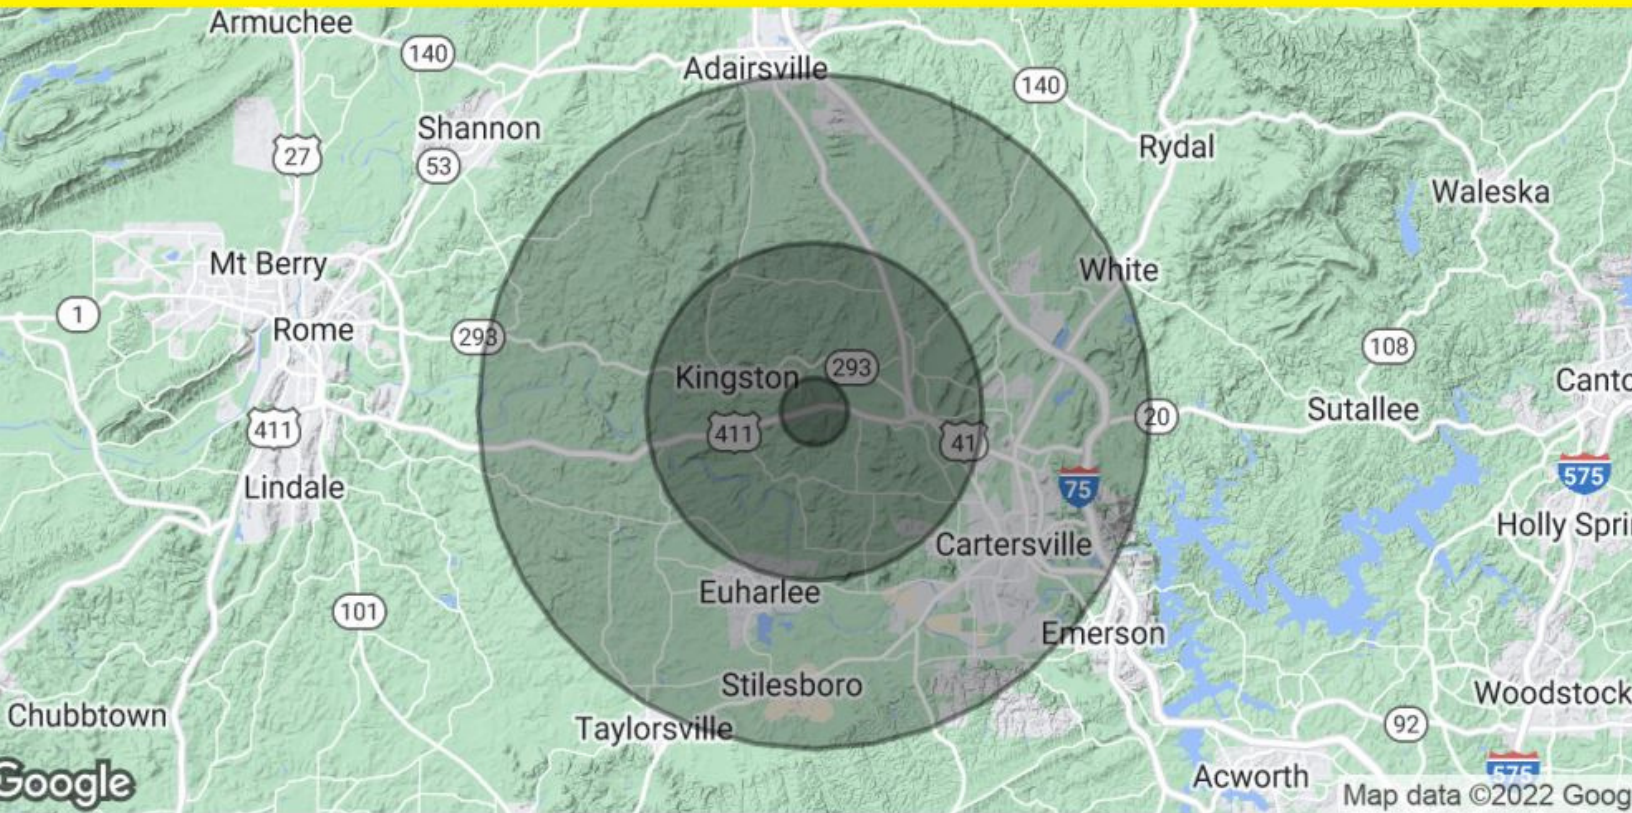 Armuchee
140
Adairsville
140
Shannon
27
53
Rydal
Waleska
Mt Berry
White
1
Rome
293
108
Kingston
293
Canto
411
411
41
20
Sutallee
Lindale
75
575
Holly Spri
Cartersville
Euharlee
101
Emerson
Stilesboro
Woodstock
Chubbtown
Taylorsville
92
Google
Acworth
575
Map data ©2022 Goog